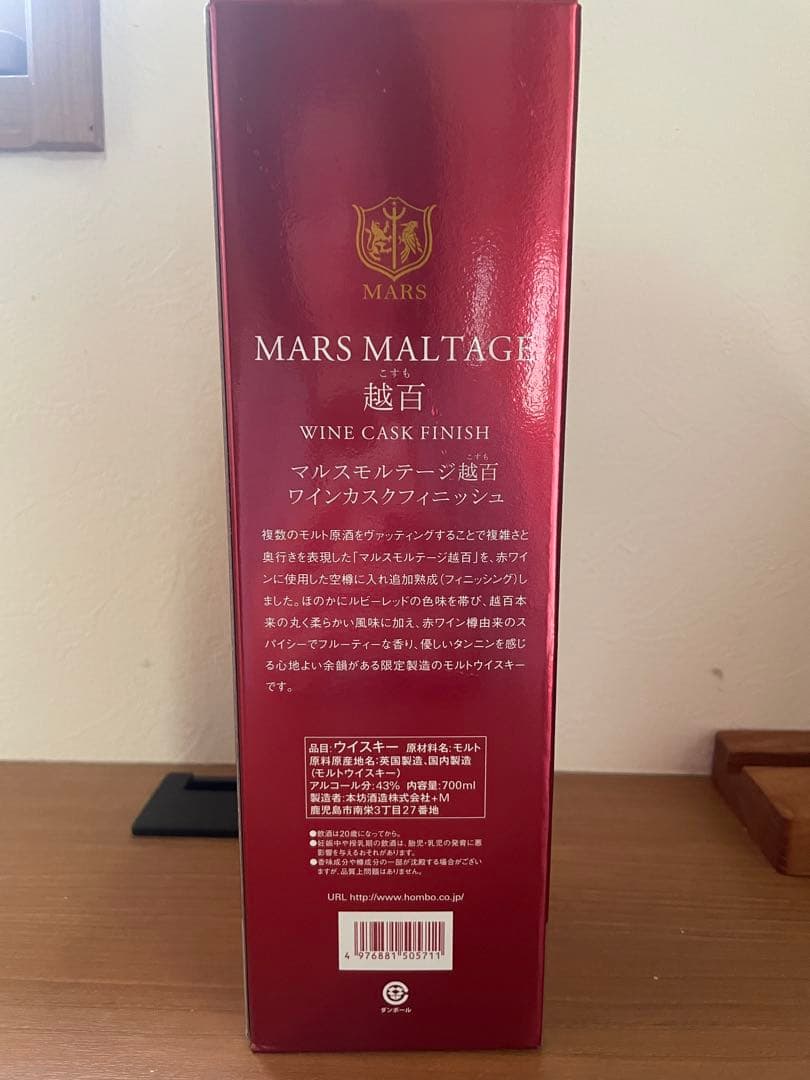 MARS
MARS MALTAGE
こすも
越百
WINE CASK FINISH
こすも
マルスモルテージ越百
ワインカスクフィニッシュ
複数のモルト原酒をヴァッティングすることで複雑さと
奥行きを表現した「マルスモルテージ越百」を、赤ワイ
ンに使用した空樽に入れ追加熟成(フィニッシング)し
ました。ほのかにルビーレッドの色味を帯び、越百本
来の丸く柔らかい風味に加え、赤ワイン樽由来のス
パイシーでフルーティーな香り、優しいタンニンを感じ
る心地よい余韻がある限定製造のモルトウイスキー
です。
品目:ウイスキー 原材料名:モルト
原料原産地名:英国製造、国内製造
(モルトウイスキー)
アルコール分:43% 内容量:700ml
製造者:本坊酒造株式会社+M
鹿児島市南栄3丁目27番地
●飲酒は20歳になってから。
●妊娠中や授乳期の飲酒は、胎児・乳児の発育に悪
影響を与えるおそれがあります。
●香味成分や樽成分の一部が沈殿する場合がござい
ますが、品質上問題はありません。
URL http://www.hombo.co.jp/
4 976881 505711
ダンボール